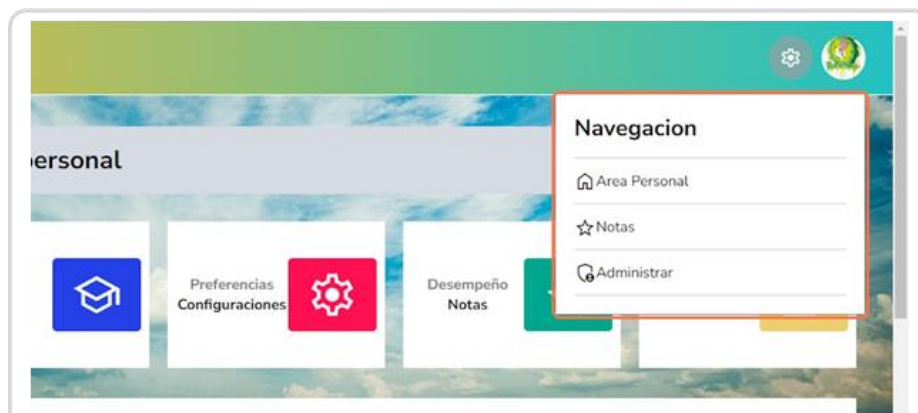 Navegacion
ersonal
Area Personal
Notas
Administrar
Preferencias
Configuraciones
Desempeño
Notas